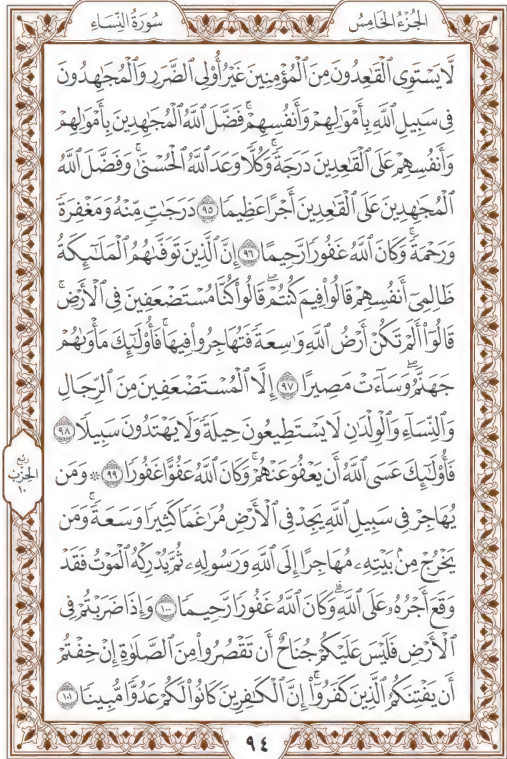 الجُزْءُ الخَامِسُ سُورَةُ النِّسَاءِ
لَّا يَسْتَوِى ٱلْقَٰعِدُونَ مِنَ ٱلْمُؤْمِنِينَ غَيْرُ أُوْلِى ٱلضَّرَرِ وَٱلْمُجَٰهِدُونَ
فِى سَبِيلِ ٱللَّهِ بِأَمْوَٰلِهِمْ وَأَنفُسِهِمْۚ فَضَّلَ ٱللَّهُ ٱلْمُجَٰهِدِينَ بِأَمْوَٰلِهِمْ
وَأَنفُسِهِمْ عَلَى ٱلْقَٰعِدِينَ دَرَجَةًۚ وَكُلًّا وَعَدَ ٱللَّهُ ٱلْحُسْنَىٰۚ وَفَضَّلَ ٱللَّهُ
ٱلْمُجَٰهِدِينَ عَلَى ٱلْقَٰعِدِينَ أَجْرًا عَظِيمًا ٩٥ دَرَجَٰتٍ مِّنْهُ وَمَغْفِرَةً
وَرَحْمَةًۚ وَكَانَ ٱللَّهُ غَفُورًا رَّحِيمًا ٩٦ إِنَّ ٱلَّذِينَ تَوَفَّىٰهُمُ ٱلْمَلَٰٓئِكَةُ
ظَالِمِىٓ أَنفُسِهِمْ قَالُوا۟ فِيمَ كُنتُمْۖ قَالُوا۟ كُنَّا مُسْتَضْعَفِينَ فِى ٱلْأَرْضِۚ
قَالُوٓا۟ أَلَمْ تَكُنْ أَرْضُ ٱللَّهِ وَٰسِعَةً فَتُهَاجِرُوا۟ فِيهَاۚ فَأُو۟لَٰٓئِكَ مَأْوَىٰهُمْ
جَهَنَّمُۖ وَسَآءَتْ مَصِيرًا ٩٧ إِلَّا ٱلْمُسْتَضْعَفِينَ مِنَ ٱلرِّجَالِ
وَٱلنِّسَآءِ وَٱلْوِلْدَٰنِ لَا يَسْتَطِيعُونَ حِيلَةً وَلَا يَهْتَدُونَ سَبِيلًا ٩٨
فَأُو۟لَٰٓئِكَ عَسَى ٱللَّهُ أَن يَعْفُوَ عَنْهُمْۚ وَكَانَ ٱللَّهُ عَفُوًّا غَفُورًا ٩٩ ۞ وَمَن
يُهَاجِرْ فِى سَبِيلِ ٱللَّهِ يَجِدْ فِى ٱلْأَرْضِ مُرَٰغَمًا كَثِيرًا وَسَعَةًۚ وَمَن
يَخْرُجْ مِنۢ بَيْتِهِۦ مُهَاجِرًا إِلَى ٱللَّهِ وَرَسُولِهِۦ ثُمَّ يُدْرِكْهُ ٱلْمَوْتُ فَقَدْ
وَقَعَ أَجْرُهُۥ عَلَى ٱللَّهِۗ وَكَانَ ٱللَّهُ غَفُورًا رَّحِيمًا ١٠٠ وَإِذَا ضَرَبْتُمْ فِى
ٱلْأَرْضِ فَلَيْسَ عَلَيْكُمْ جُنَاحٌ أَن تَقْصُرُوا۟ مِنَ ٱلصَّلَوٰةِ إِنْ خِفْتُمْ
أَن يَفْتِنَكُمُ ٱلَّذِينَ كَفَرُوٓا۟ۚ إِنَّ ٱلْكَٰفِرِينَ كَانُوا۟ لَكُمْ عَدُوًّا مُّبِينًا ١٠١
ربع
الحزب
١٠
٩٤